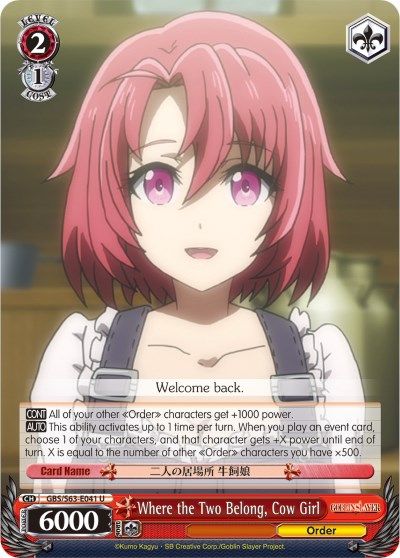 LEVEL
2
1
COST
Welcome back.
CONT All of your other «Order» characters get +1000 power.
AUTO This ability activates up to 1 time per turn. When you play an event card,
choose 1 of your characters, and that character gets +X power until end of
turn. X is equal to the number of other «Order» characters you have ×500.
Card Name 二人の居場所 牛飼娘
CH GBS/S63-E041 U
Where the Two Belong, Cow Girl
GOBLIN SLAYER
POWER 6000
SOUL
Order
©Kumo Kagyu・SB Creative Corp./Goblin Slayer Project.